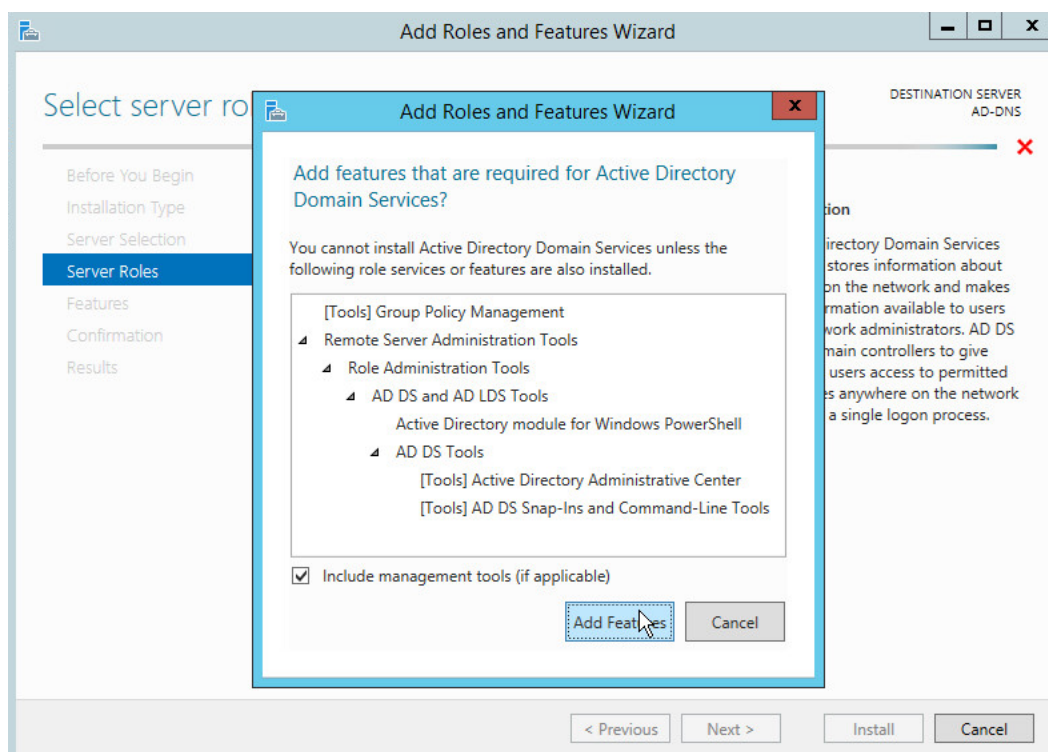 Add Roles and Features Wizard
Select server ro
DESTINATION SERVER
AD-DNS
Before You Begin
Installation Type
Server Selection
Server Roles
Features
Confirmation
Results
Add Roles and Features Wizard
Add features that are required for Active Directory
Domain Services?
You cannot install Active Directory Domain Services unless the
following role services or features are also installed.
[Tools] Group Policy Management
Remote Server Administration Tools
Role Administration Tools
AD DS and AD LDS Tools
Active Directory module for Windows PowerShell
AD DS Tools
[Tools] Active Directory Administrative Center
[Tools] AD DS Snap-Ins and Command-Line Tools
Include management tools (if applicable)
Add Features
Cancel
tion
irectory Domain Services
stores information about
on the network and makes
rmation available to users
work administrators. AD DS
main controllers to give
users access to permitted
es anywhere on the network
a single logon process.
< Previous
Next >
Install
Cancel